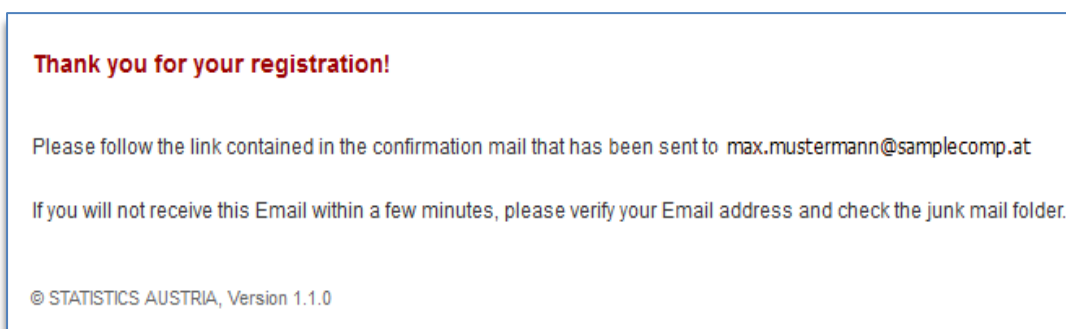 Thank you for your registration!
Please follow the link contained in the confirmation mail that has been sent to max.mustermann@samplecomp.at
If you will not receive this Email within a few minutes, please verify your Email address and check the junk mail folder.
© STATISTICS AUSTRIA, Version 1.1.0